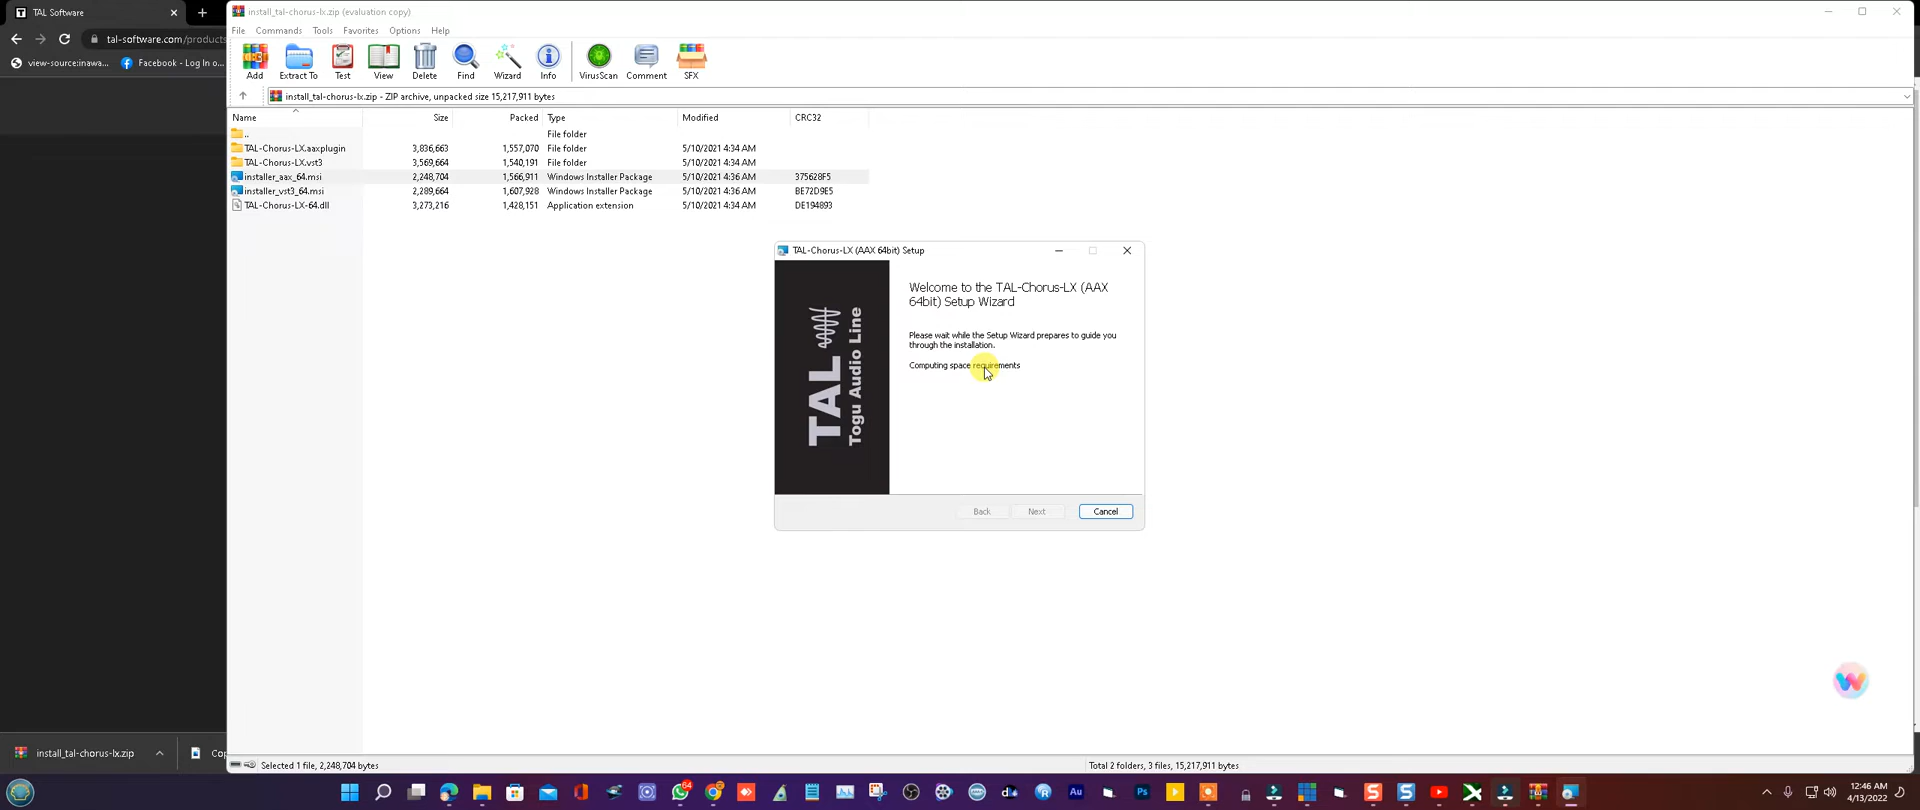 TAL Software
install_tal-chorus-lx.zip (evaluation copy)
tal-software.com/products
File Commands Tools Favorites Options Help
view-source:inawa... Facebook - Log In o...
Add Extract To Test View Delete Find Wizard Info VirusScan Comment SFX
install_tal-chorus-lx.zip - ZIP archive, unpacked size 15,217,911 bytes
Name Size Packed Type Modified CRC32
.. File folder
TAL-Chorus-LX.aaxplugin 3,836,663 1,557,070 File folder 5/10/2021 4:34 AM
TAL-Chorus-LX.vst3 3,569,664 1,540,191 File folder 5/10/2021 4:34 AM
installer_aax_64.msi 2,248,704 1,566,911 Windows Installer Package 5/10/2021 4:36 AM 375628F5
installer_vst3_64.msi 2,289,664 1,607,928 Windows Installer Package 5/10/2021 4:36 AM BE72D9E5
TAL-Chorus-LX-64.dll 3,273,216 1,428,151 Application extension 5/10/2021 4:34 AM DE194893
TAL-Chorus-LX (AAX 64bit) Setup
TAL
Togu Audio Line
Welcome to the TAL-Chorus-LX (AAX
64bit) Setup Wizard
Please wait while the Setup Wizard prepares to guide you
through the installation.
Computing space requirements
Back Next Cancel
install_tal-chorus-lx.zip
Selected 1 file, 2,248,704 bytes
Total 2 folders, 3 files, 15,217,911 bytes
64
Au
Ps
12:46 AM
4/13/2022